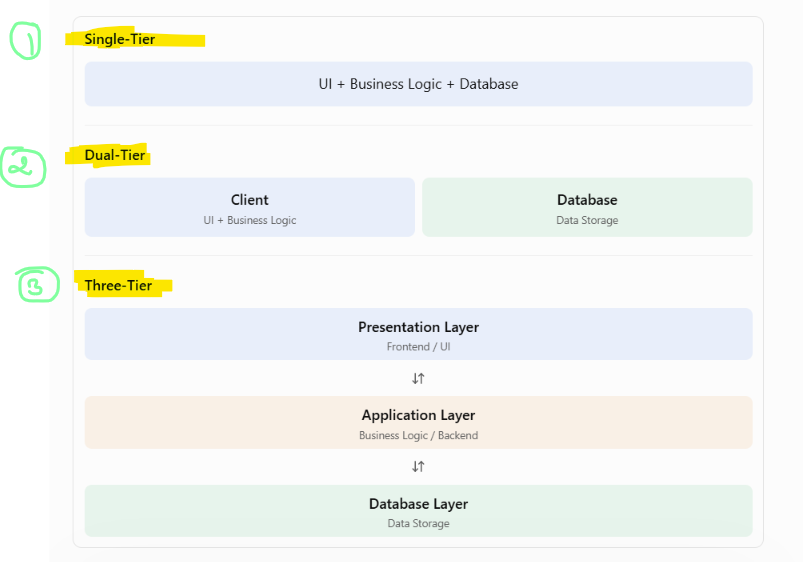 1
Single-Tier
UI + Business Logic + Database
2
Dual-Tier
Client
UI + Business Logic
Database
Data Storage
3
Three-Tier
Presentation Layer
Frontend / UI
↓↑
Application Layer
Business Logic / Backend
↓↑
Database Layer
Data Storage